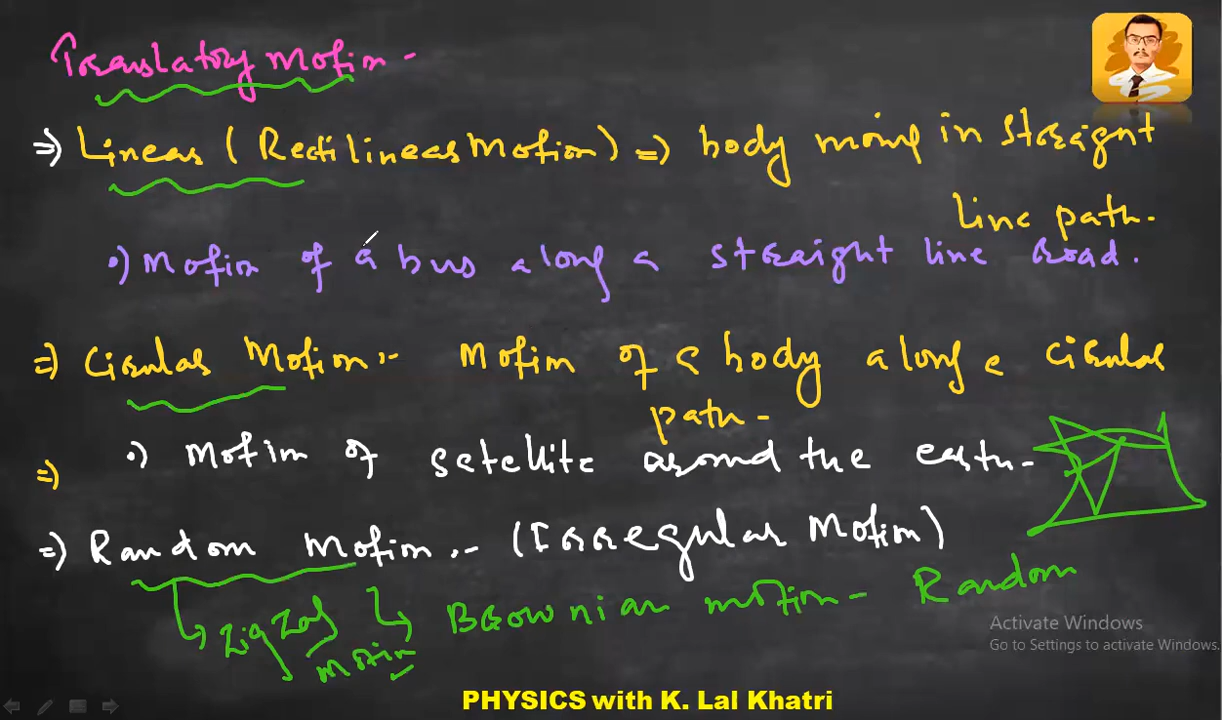 Translatory Motion -
⇒ Linear (Rectilinear Motion) ⇒ body moving in straight
line path.
•) Motion of a bus along a straight line road.
⇒ Circular Motion :- Motion of a body along a circular
path -
•) Motion of satellite around the earth -
⇒
⇒ Random Motion :- (Irregular Motion)
↳ Zigzag Motion ↳ Brownian motion - Random
Activate Windows
Go to Settings to activate Windows.
PHYSICS with K. Lal Khatri